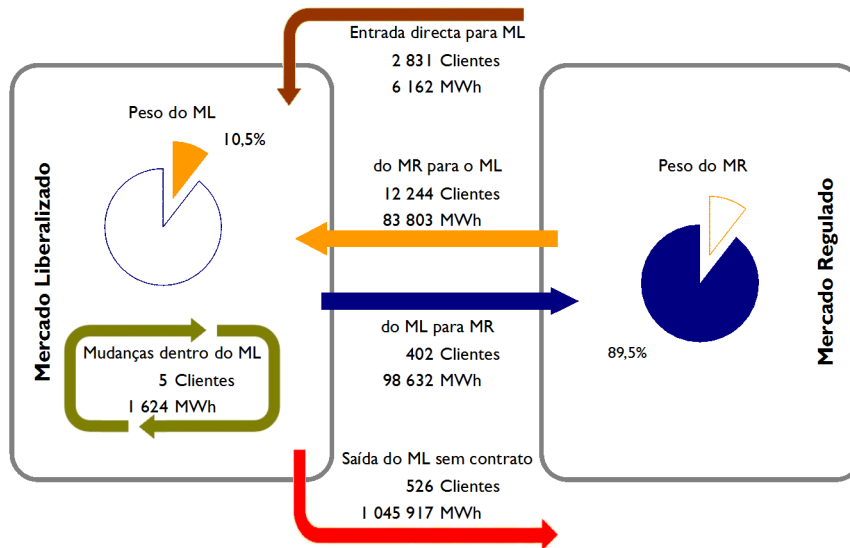 Entrada directa para ML
2 831 Clientes
6 162 MWh
Mercado Liberalizado
Peso do ML
10,5%
do MR para o ML
12 244 Clientes
83 803 MWh
Peso do MR
89,5%
Mercado Regulado
do ML para MR
402 Clientes
98 632 MWh
Mudanças dentro do ML
5 Clientes
1 624 MWh
Saída do ML sem contrato
526 Clientes
1 045 917 MWh